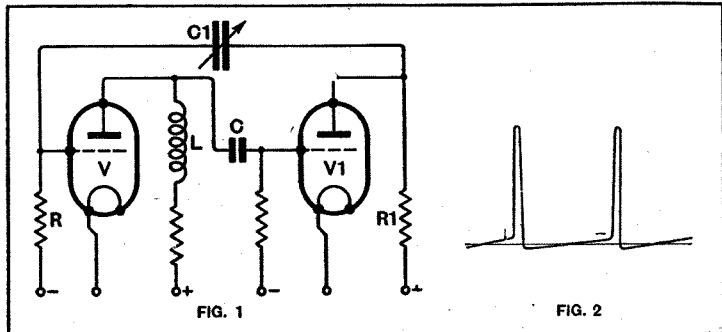 C1
L
C
V
V1
R
R1
- + - +
FIG. 1
FIG. 2